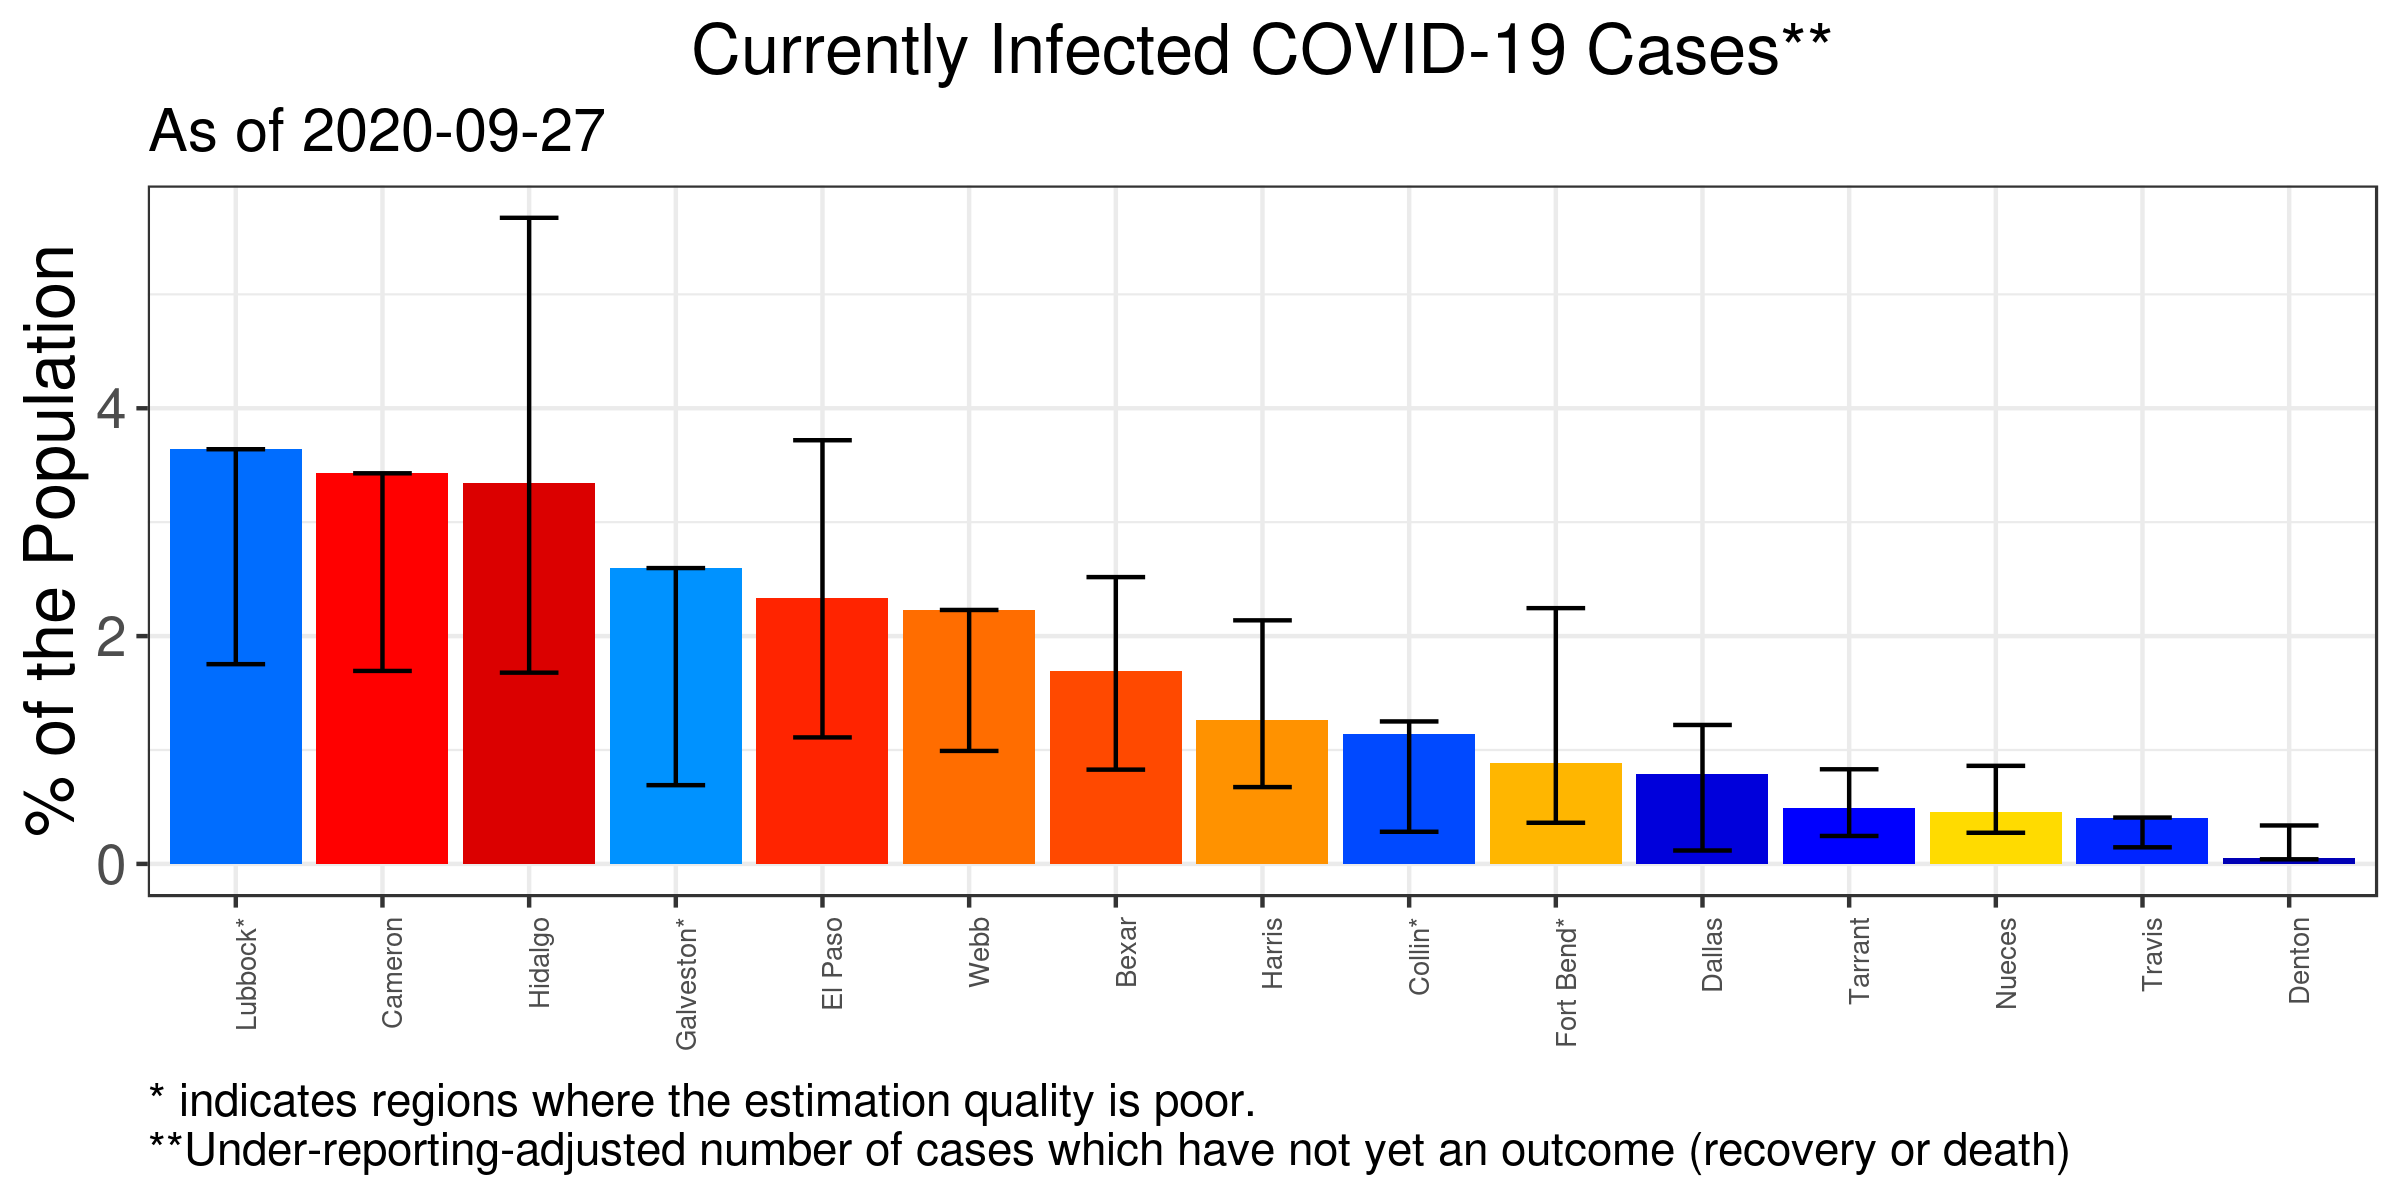 Currently Infected COVID-19 Cases**
As of 2020-09-27
% of the Population
4
2
0
Lubbock*
Cameron
Hidalgo
Galveston*
El Paso
Webb
Bexar
Harris
Collin*
Fort Bend*
Dallas
Tarrant
Nueces
Travis
Denton
* indicates regions where the estimation quality is poor.
**Under-reporting-adjusted number of cases which have not yet an outcome (recovery or death)